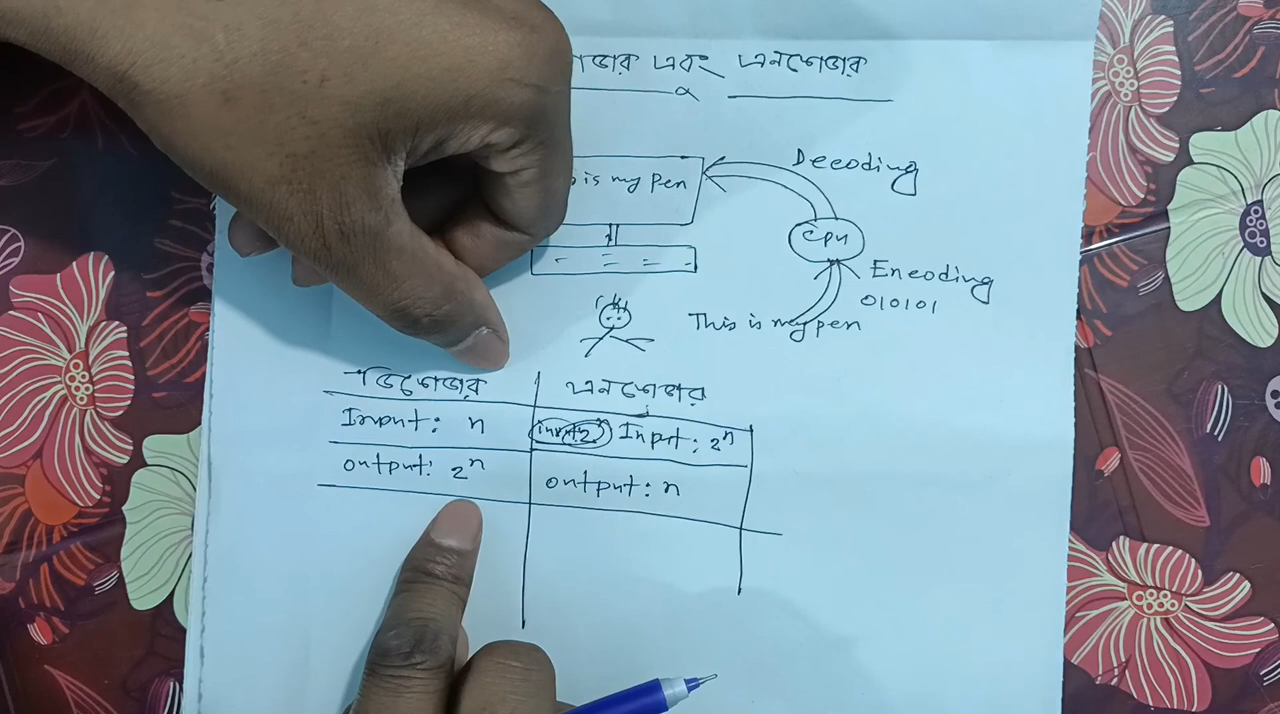 এবং এনকোডার
is my pen
Decoding
CPU
Encoding
010101
This is my pen
ডিকোডার এনকোডার
Input: n Input: 2ⁿ
output: 2ⁿ output: n